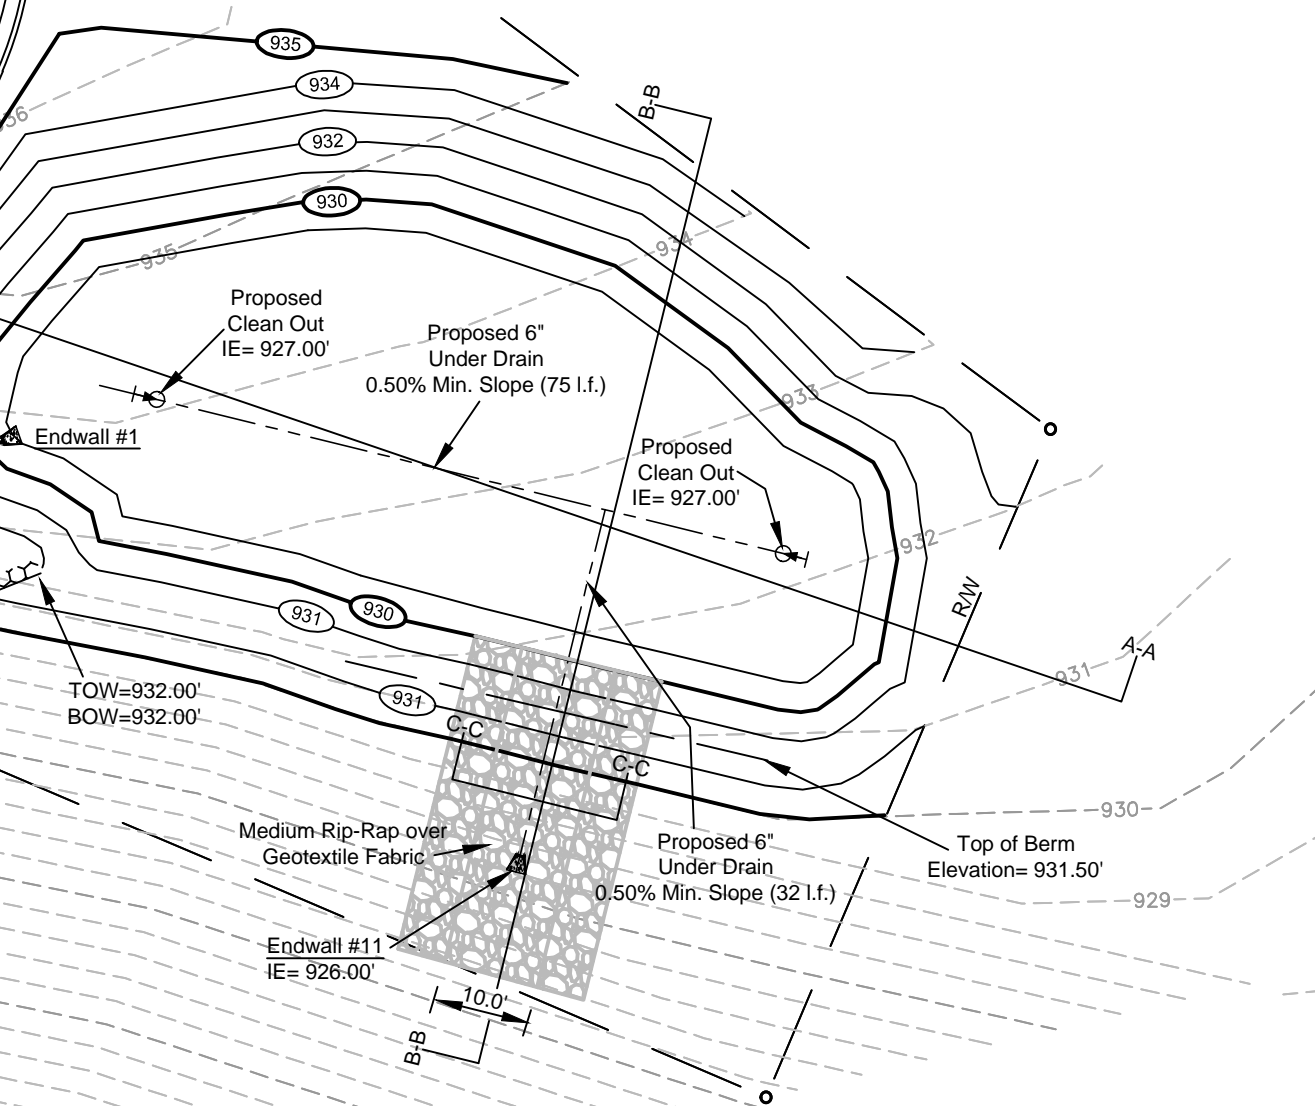 935
934
B-B
936
932
930
934
935
Proposed
Clean Out
IE= 927.00'
Proposed 6"
Under Drain
0.50% Min. Slope (75 l.f.)
933
Endwall #1
Proposed
Clean Out
IE= 927.00'
932
R/W
931
930
A-A
931
TOW=932.00'
BOW=932.00'
931
C-C
C-C
930
Medium Rip-Rap over
Geotextile Fabric
Proposed 6"
Under Drain
0.50% Min. Slope (32 l.f.)
Top of Berm
Elevation= 931.50'
929
Endwall #11
IE= 926.00'
10.0'
B-B